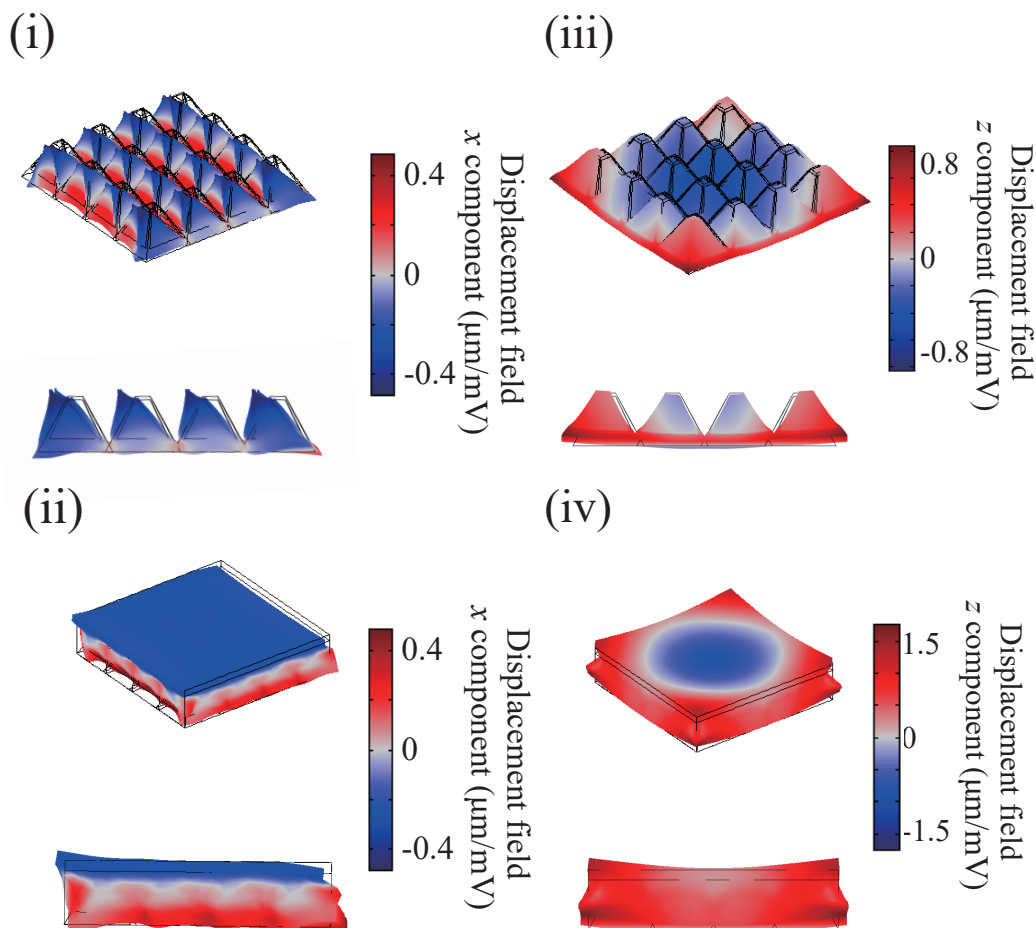 (i)
0.4
0
-0.4
Displacement field
x component (μm/mV)
(iii)
0.8
0
-0.8
Displacement field
z component (μm/mV)
(ii)
0.4
0
-0.4
Displacement field
x component (μm/mV)
(iv)
1.5
0
-1.5
Displacement field
z component (μm/mV)